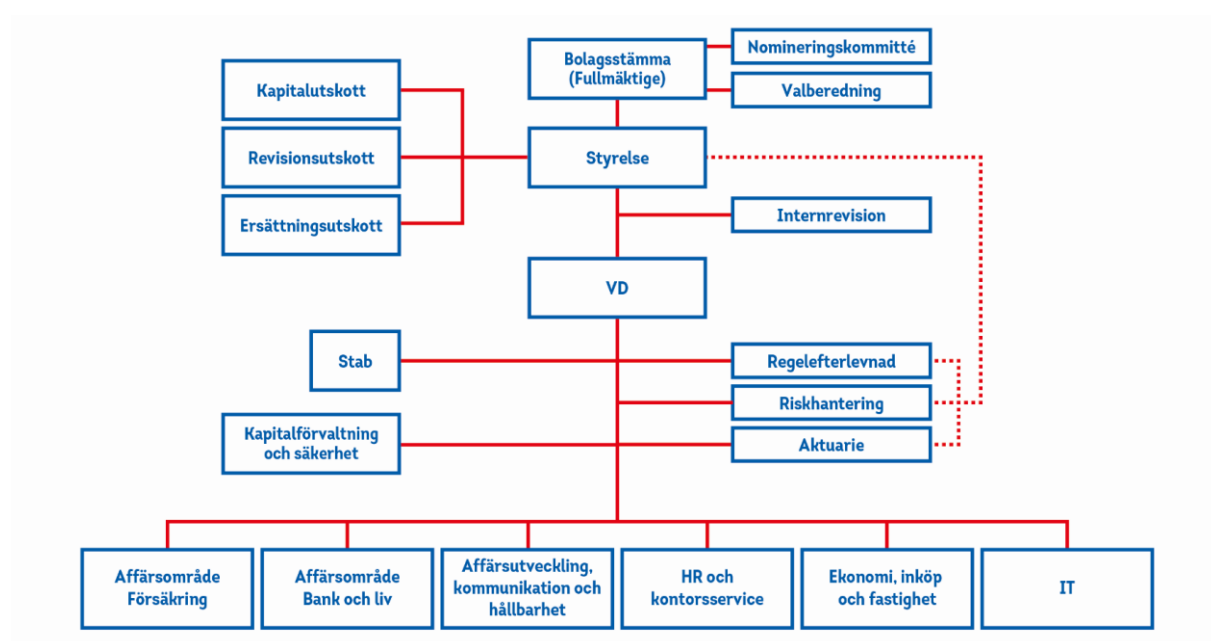 Bolagsstämma
(Fullmäktige)
Nomineringskommitté
Valberedning
Kapitalutskott
Revisionsutskott
Ersättningsutskott
Styrelse
Internrevision
VD
Stab
Regelefterlevnad
Riskhantering
Kapitalförvaltning
och säkerhet
Aktuarie
Affärsområde
Försäkring
Affärsområde
Bank och liv
Affärsutveckling,
kommunikation och
hållbarhet
HR och
kontorsservice
Ekonomi, inköp
och fastighet
IT